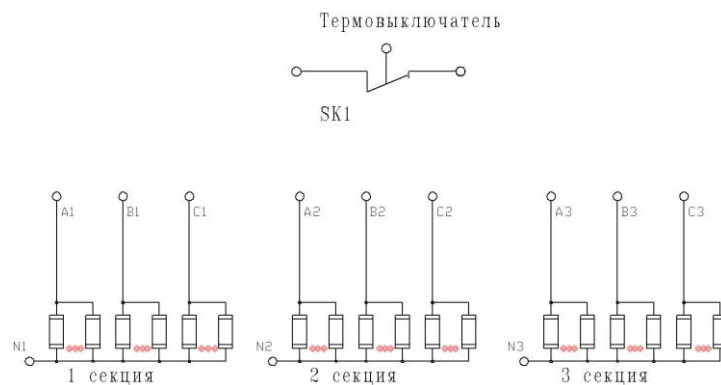 Термовыключатель
SK1
A1 B1 C1 A2 B2 C2 A3 B3 C3
N1 N2 N3
1 секция 2 секция 3 секция